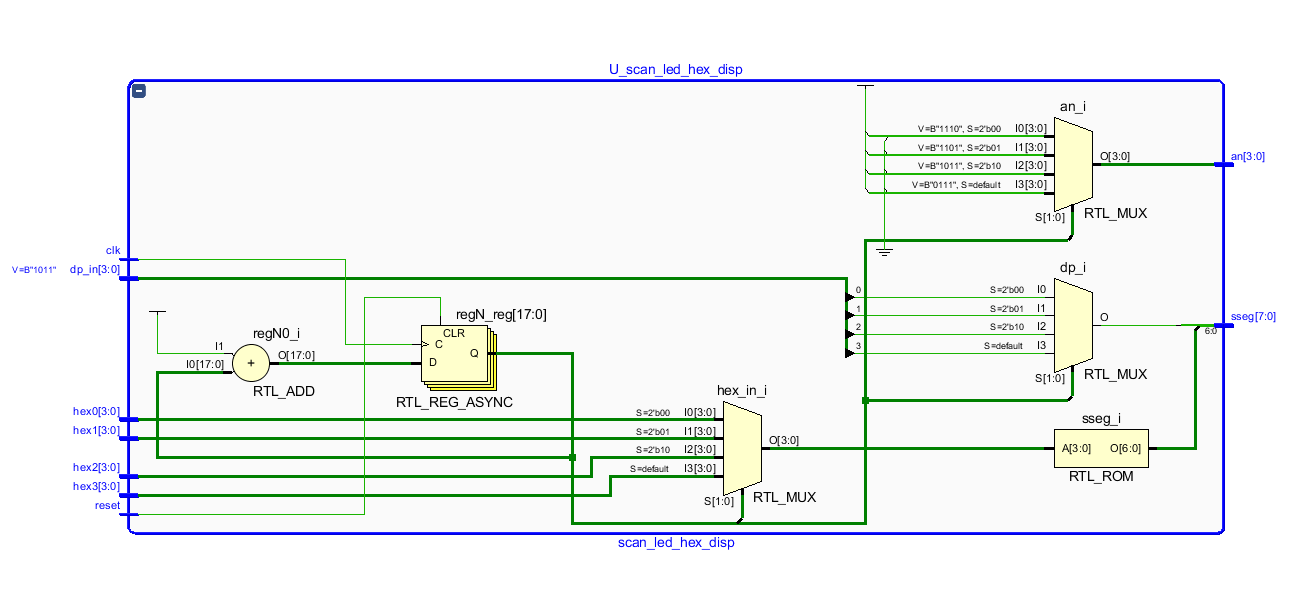 U_scan_led_hex_disp
an_i
V=B"1110", S=2'b00 I0[3:0]
V=B"1101", S=2'b01 I1[3:0]
V=B"1011", S=2'b10 I2[3:0]
V=B"0111", S=default I3[3:0]
O[3:0]
an[3:0]
S[1:0]
RTL_MUX
clk
V=B"1011" dp_in[3:0]
dp_i
0 S=2'b00 I0
1 S=2'b01 I1
2 S=2'b10 I2
3 S=default I3
O
sseg[7:0]
6:0
S[1:0]
RTL_MUX
regN_reg[17:0]
CLR
C
D
Q
RTL_REG_ASYNC
regN0_i
I1
I0[17:0]
+
O[17:0]
RTL_ADD
hex_in_i
hex0[3:0]
hex1[3:0]
hex2[3:0]
hex3[3:0]
reset
S=2'b00 I0[3:0]
S=2'b01 I1[3:0]
S=2'b10 I2[3:0]
S=default I3[3:0]
O[3:0]
S[1:0]
RTL_MUX
sseg_i
A[3:0] O[6:0]
RTL_ROM
scan_led_hex_disp